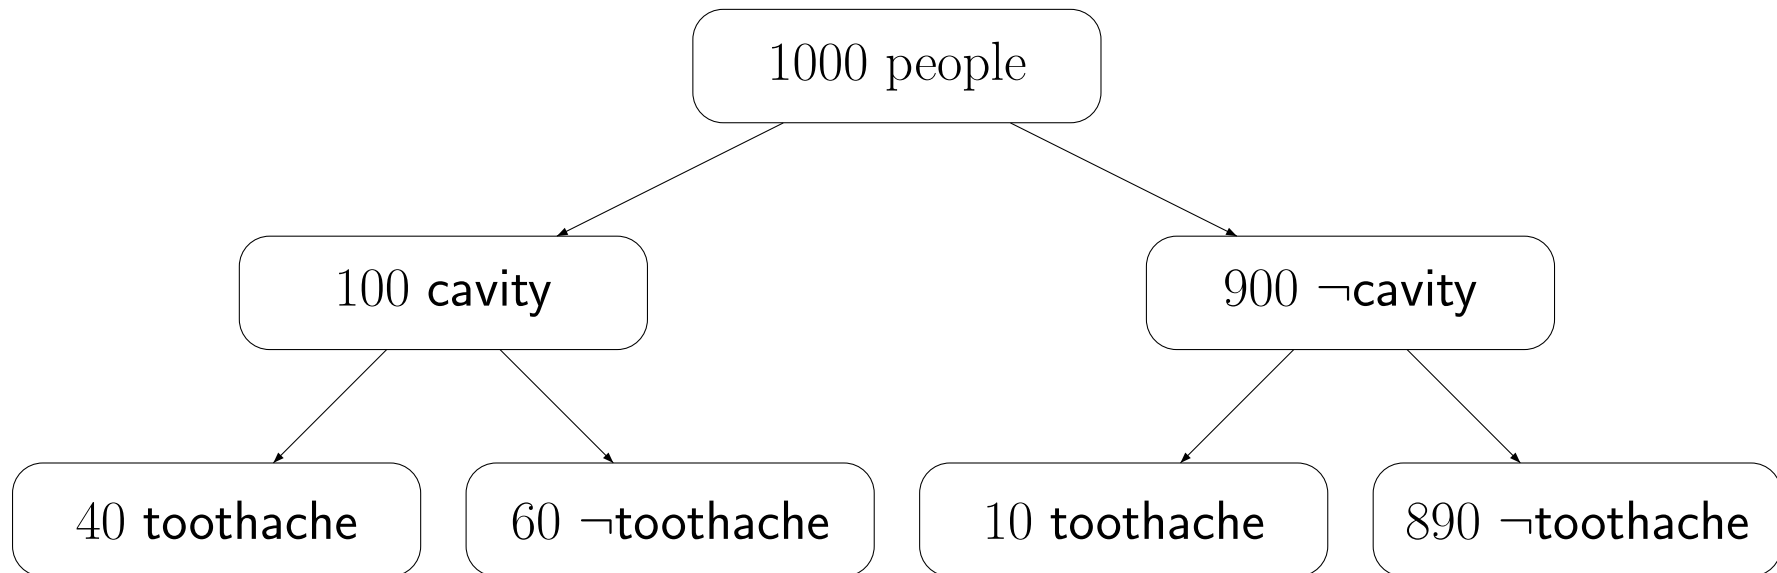 1000 people
100 cavity
900 ¬cavity
40 toothache
60 ¬toothache
10 toothache
890 ¬toothache